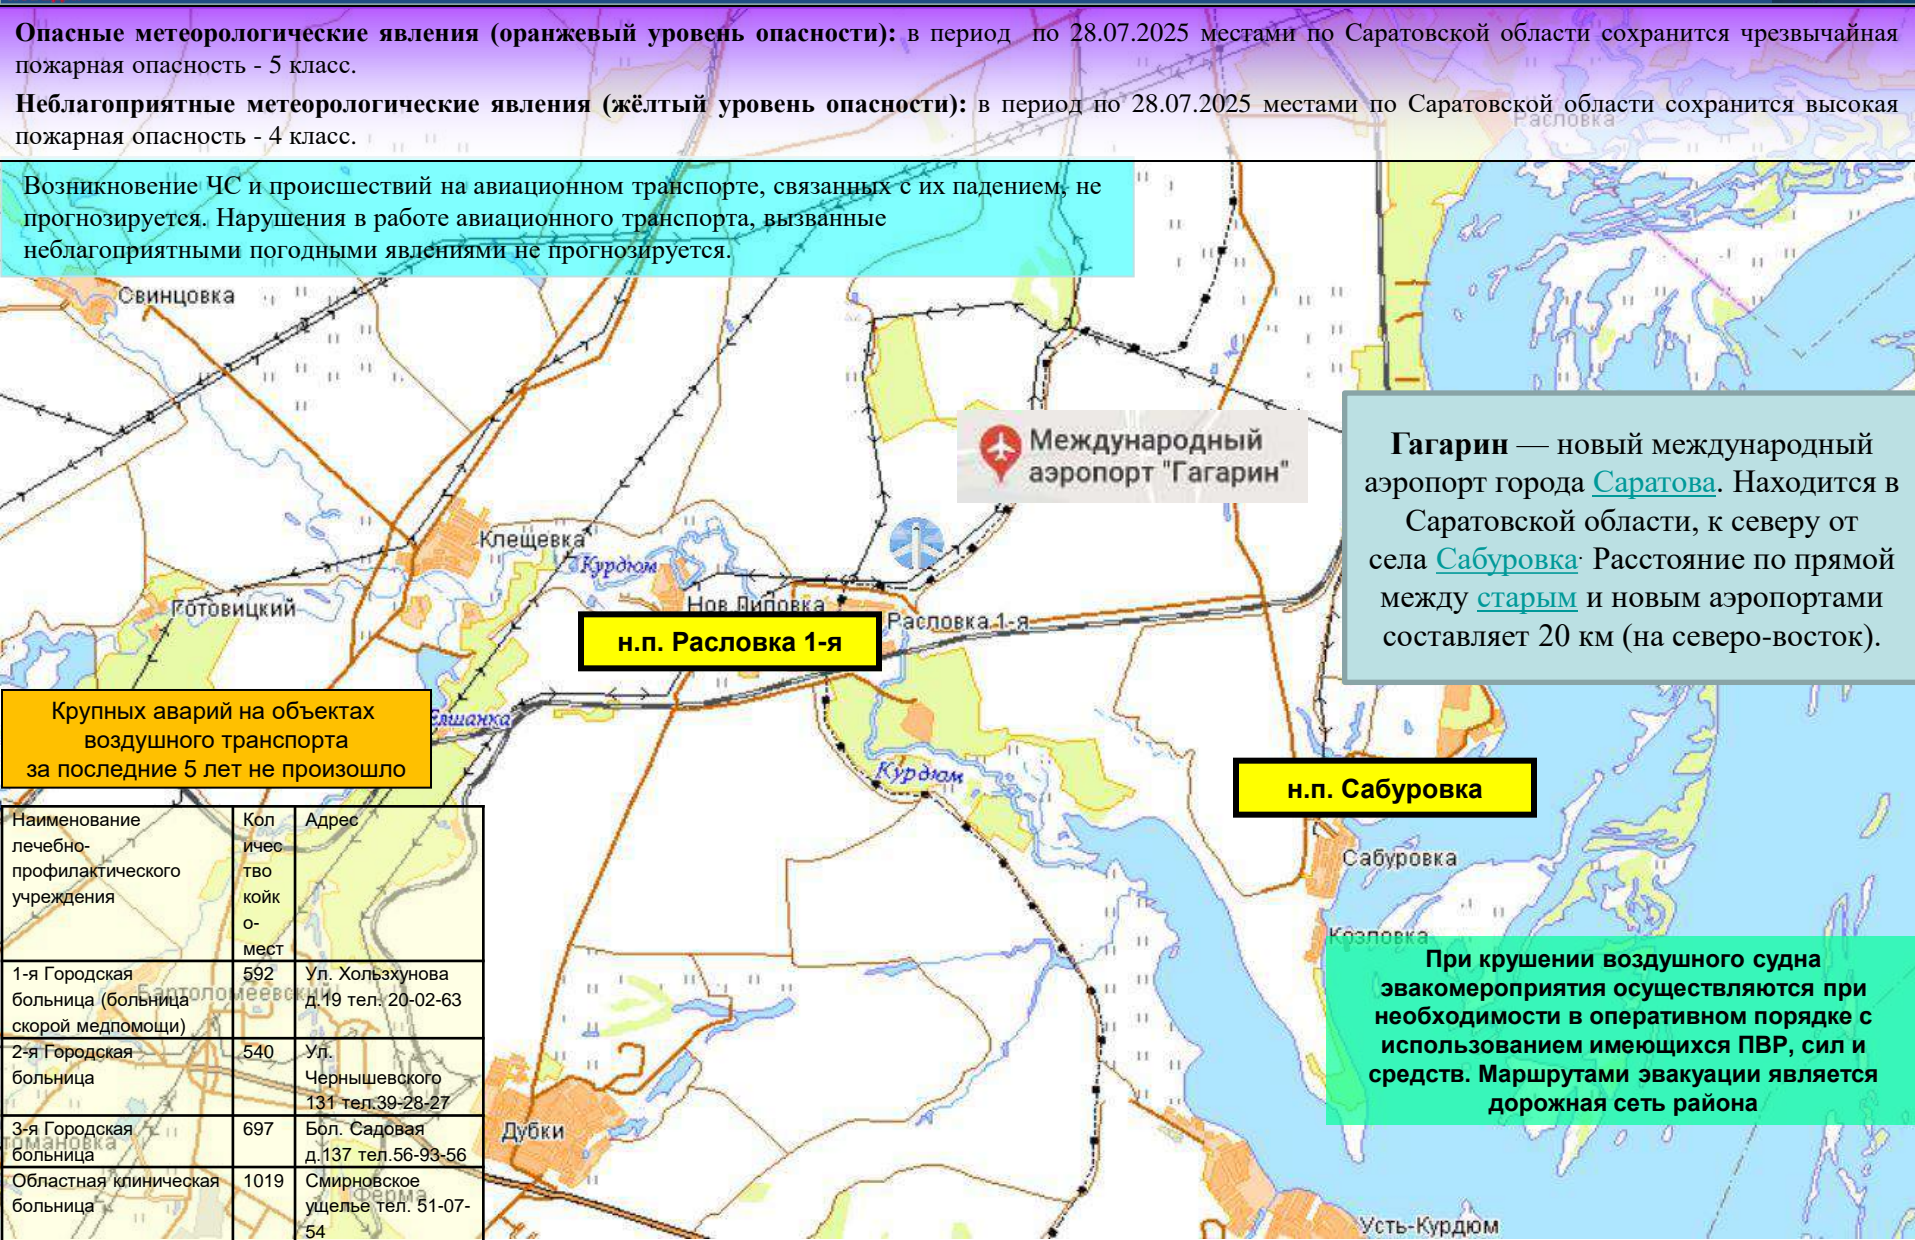 Опасные метеорологические явления (оранжевый уровень опасности): в период по 28.07.2025 местами по Саратовской области сохранится чрезвычайная
пожарная опасность - 5 класс.
Неблагоприятные метеорологические явления (жёлтый уровень опасности): в период по 28.07.2025 местами по Саратовской области сохранится высокая
пожарная опасность - 4 класс.
Расловка
Возникновение ЧС и происшествий на авиационном транспорте, связанных с их падением, не
прогнозируется. Нарушения в работе авиационного транспорта, вызванные
неблагоприятными погодными явлениями не прогнозируется.
Свинцовка
Международный
аэропорт "Гагарин"
Гагарин — новый международный
аэропорт города Саратова. Находится в
Саратовской области, к северу от
села Сабуровка. Расстояние по прямой
между старым и новым аэропортами
составляет 20 км (на северо-восток).
Клещевка
Курдюм
Готовицкий
Нов.Липовка
Расловка 1-я
н.п. Расловка 1-я
Елшанка
Крупных аварий на объектах
воздушного транспорта
за последние 5 лет не произошло
Курдюм
н.п. Сабуровка
Сабуровка
Козловка
При крушении воздушного судна
эвакомероприятия осуществляются при
необходимости в оперативном порядке с
использованием имеющихся ПВР, сил и
средств. Маршрутами эвакуации является
дорожная сеть района
Наименование
лечебно-
профилактического
учреждения
Кол
ичес
тво
койк
о-
мест
Адрес
1-я Городская
больница (больница
скорой медпомощи)
592
Ул. Хользхунова
д.19 тел. 20-02-63
Бартоломеевский
2-я Городская
больница
540
Ул.
Чернышевского
131 тел.39-28-27
3-я Городская
больница
697
Бол. Садовая
д.137 тел.56-93-56
Областная клиническая
больница
1019
Смирновское
ущелье тел. 51-07-
54
Ферма
Дубки
Усть-Курдюм